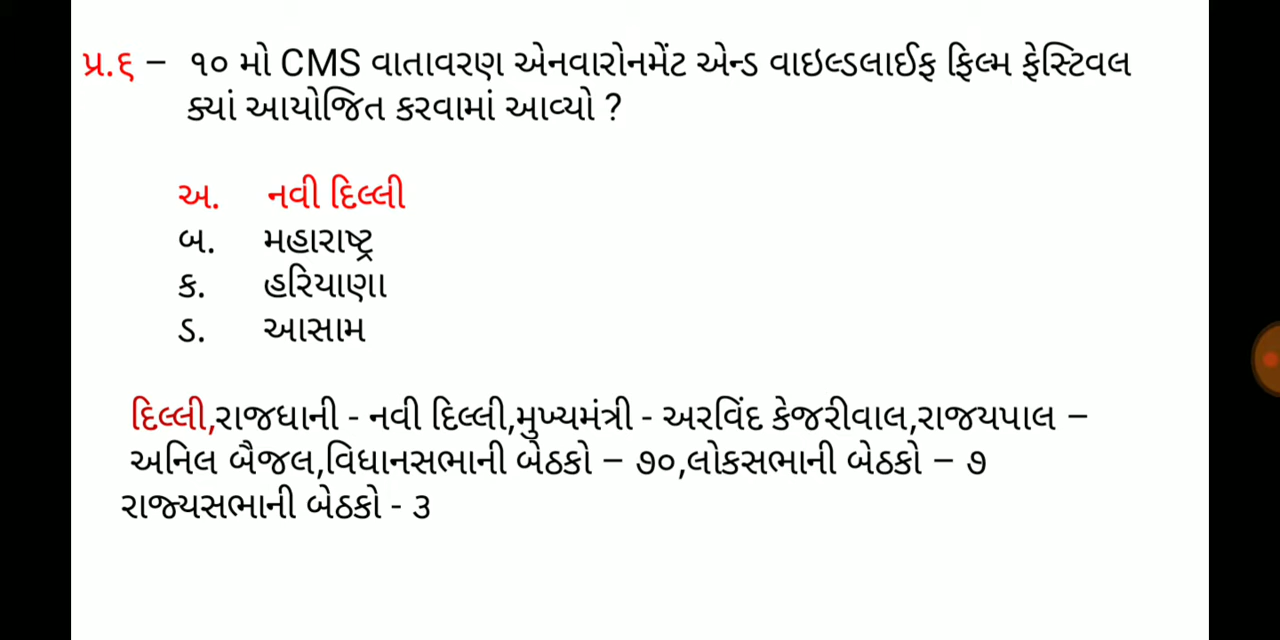 પ્ર.૬ – ૧૦ મો CMS વાતાવરણ એનવારોનમેંટ એન્ડ વાઇલ્ડલાઈફ ફિલ્મ ફેસ્ટિવલ
ક્યાં આયોજિત કરવામાં આવ્યો ?
અ. નવી દિલ્લી
બ. મહારાષ્ટ્ર
ક. હરિયાણા
ડ. આસામ
દિલ્લી,રાજધાની - નવી દિલ્લી,મુખ્યમંત્રી - અરવિંદ કેજરીવાલ,રાજયપાલ –
અનિલ બૈજલ,વિધાનસભાની બેઠકો – ૭૦,લોકસભાની બેઠકો – ૭
રાજ્યસભાની બેઠકો - ૩